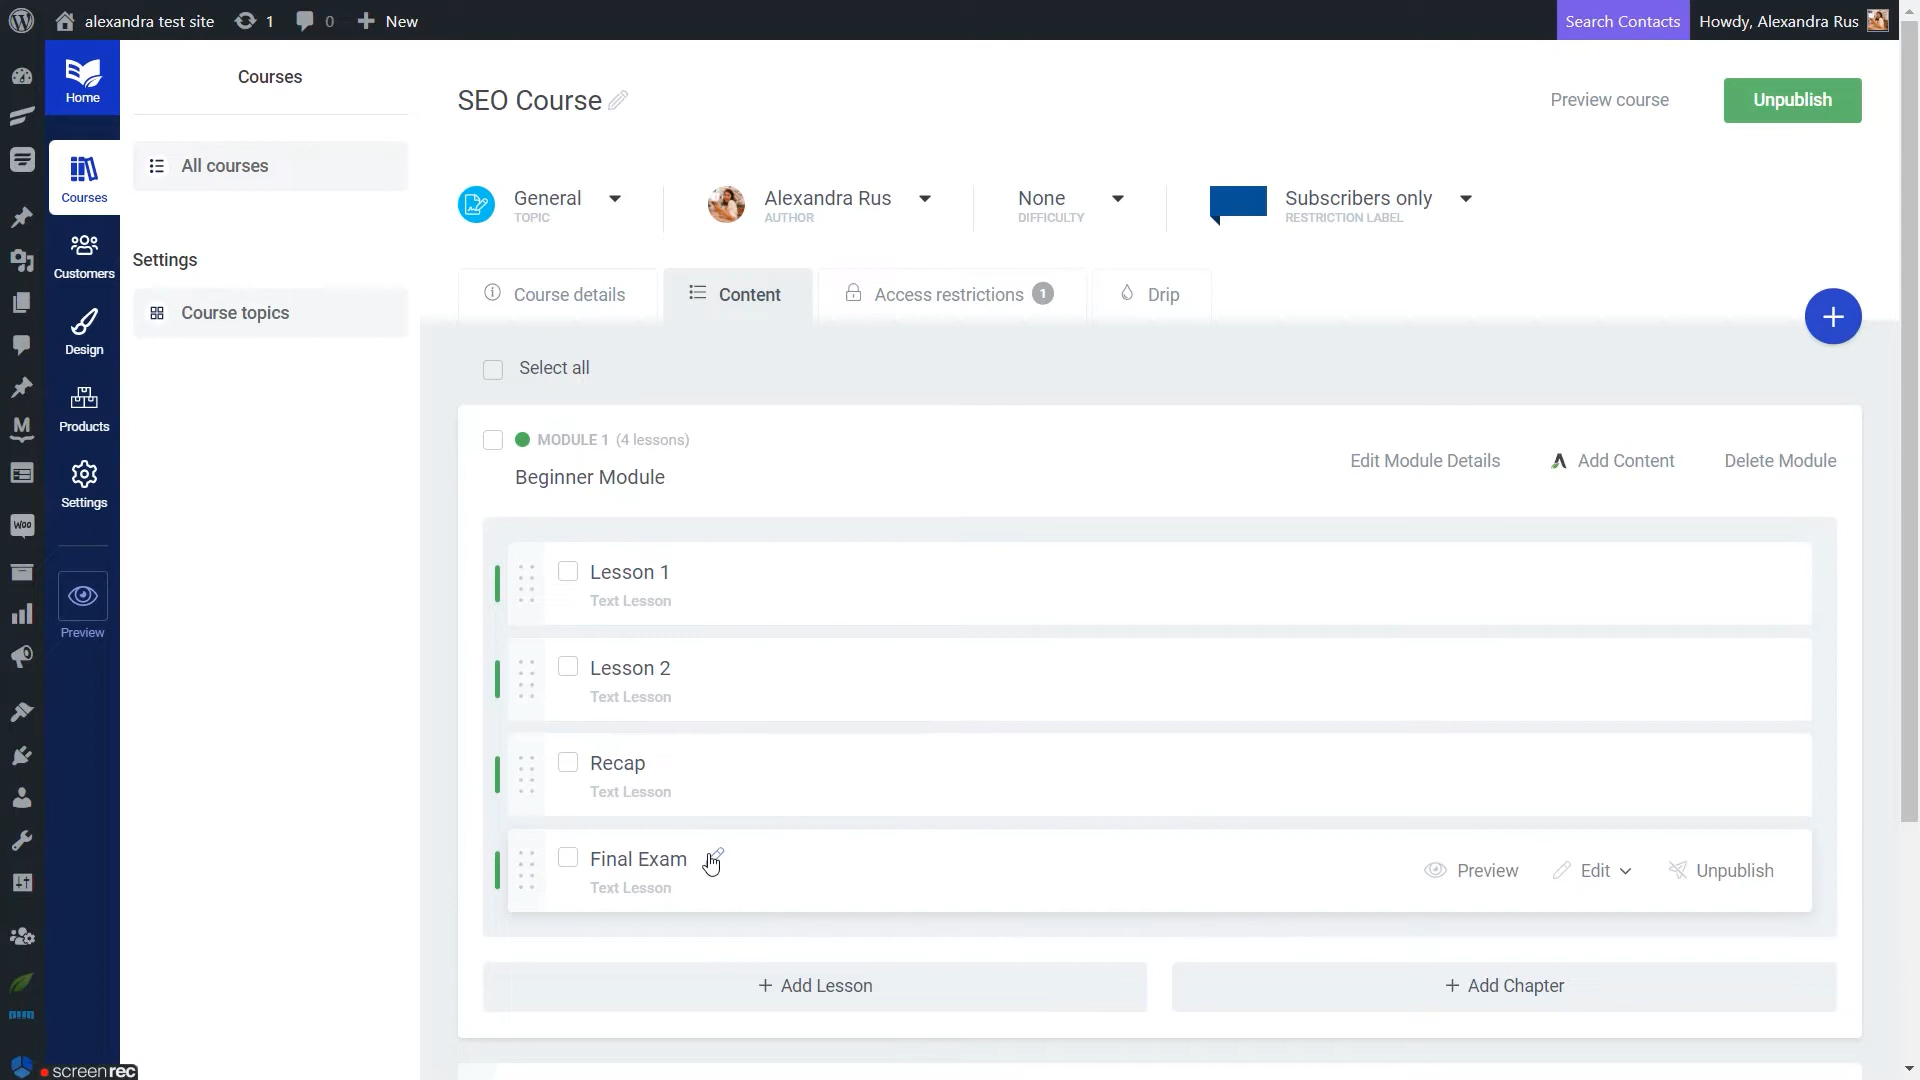 alexandra test site
1
0
New
Search Contacts
Howdy, Alexandra Rus
Home
Courses
Customers
Design
Products
Settings
Preview
Woo
M
screenrec
Courses
All courses
Settings
Course topics
SEO Course
Preview course
Unpublish
General
TOPIC
Alexandra Rus
AUTHOR
None
DIFFICULTY
Subscribers only
RESTRICTION LABEL
Course details
Content
Access restrictions 1
Drip
Select all
MODULE 1 (4 lessons)
Beginner Module
Edit Module Details
Add Content
Delete Module
Lesson 1
Text Lesson
Lesson 2
Text Lesson
Recap
Text Lesson
Final Exam
Text Lesson
Preview
Edit
Unpublish
+ Add Lesson
+ Add Chapter